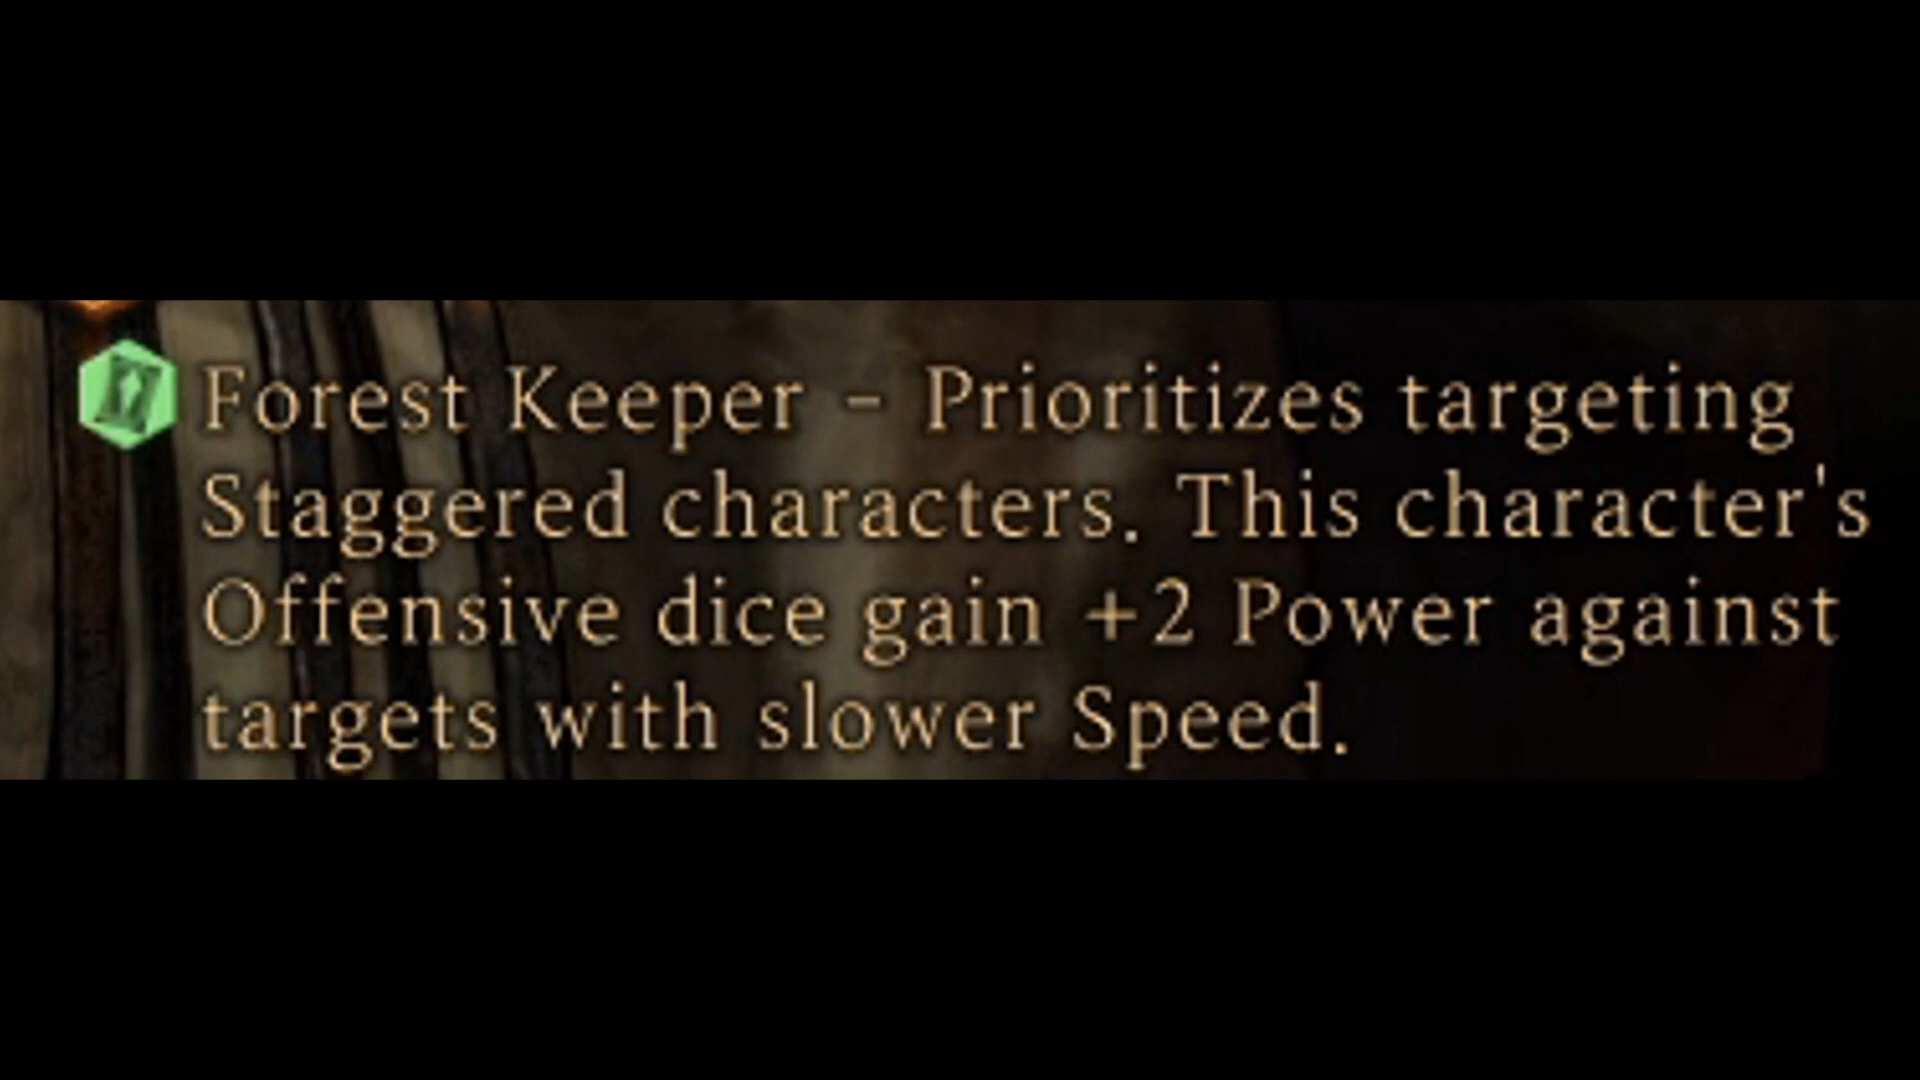 Forest Keeper - Prioritizes targeting
Staggered characters. This character's
Offensive dice gain +2 Power against
targets with slower Speed.